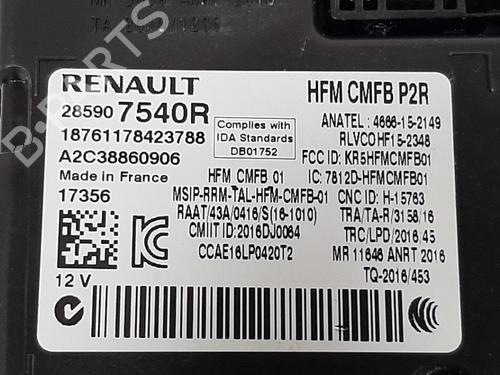 RENAULT
HFM CMFB P2R
28590 7540R
18761178423788
A2C38860906
Made in France
17356
Complies with
IDA Standards
DB01752
ANATEL: 4666-15-2149
RLVCOHF15-2348
FCC ID: KR5HFMCMFB01
HFM CMFB 01
IC: 7812D-HFMCMFB01
MSIP-RRM-TAL-HFM-CMFB-01
CNC ID: H-15763
RAAT/43A/0416/S(16-1010)
TRA/TA-R/3158/16
CMIIT ID:2016DJ0064
TRC/LPD/2016/45
CCAE16LP0420T2
MR 11646 ANRT 2016
12 V
TQ-2016/453
B-PARTS